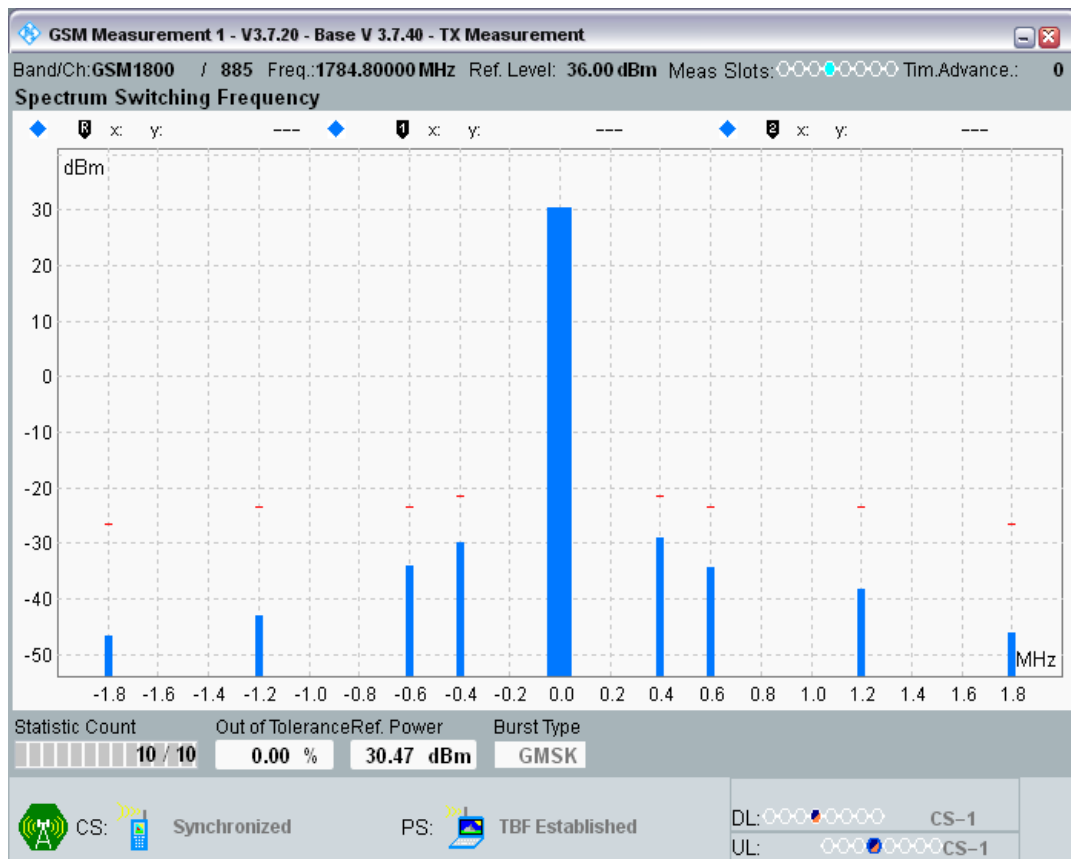 GSM Measurement 1 - V3.7.20 - Base V 3.7.40 - TX Measurement
Band/Ch:GSM1800 / 885 Freq.:1784.80000 MHz Ref. Level: 36.00 dBm Meas Slots: Tim.Advance.: 0
Spectrum Switching Frequency
R x: y: --- 1 x: y: --- 2 x: y: ---
dBm
30
20
10
0
-10
-20
-30
-40
-50
MHz
-1.8 -1.6 -1.4 -1.2 -1.0 -0.8 -0.6 -0.4 -0.2 0.0 0.2 0.4 0.6 0.8 1.0 1.2 1.4 1.6 1.8
Statistic Count Out of Tolerance Ref. Power Burst Type
10 / 10 0.00 % 30.47 dBm GMSK
CS: Synchronized PS: TBF Established
DL: CS-1
UL: CS-1